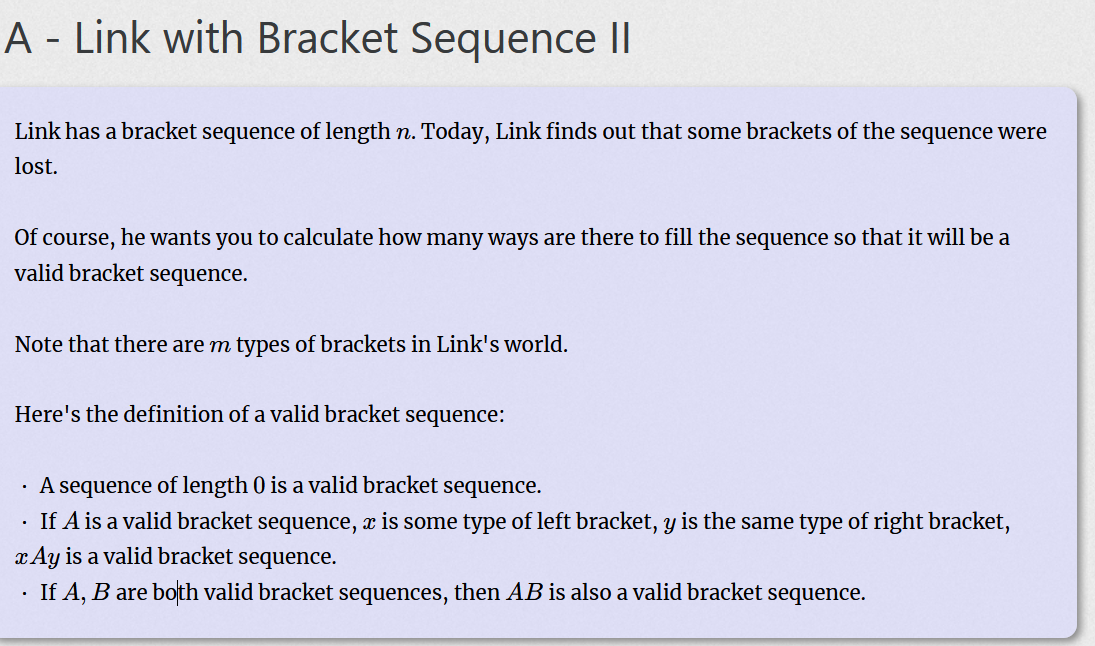 A - Link with Bracket Sequence II
Link has a bracket sequence of length n. Today, Link finds out that some brackets of the sequence were
lost.
Of course, he wants you to calculate how many ways are there to fill the sequence so that it will be a
valid bracket sequence.
Note that there are m types of brackets in Link's world.
Here's the definition of a valid bracket sequence:
· A sequence of length 0 is a valid bracket sequence.
· If A is a valid bracket sequence, x is some type of left bracket, y is the same type of right bracket,
xAy is a valid bracket sequence.
· If A, B are both valid bracket sequences, then AB is also a valid bracket sequence.